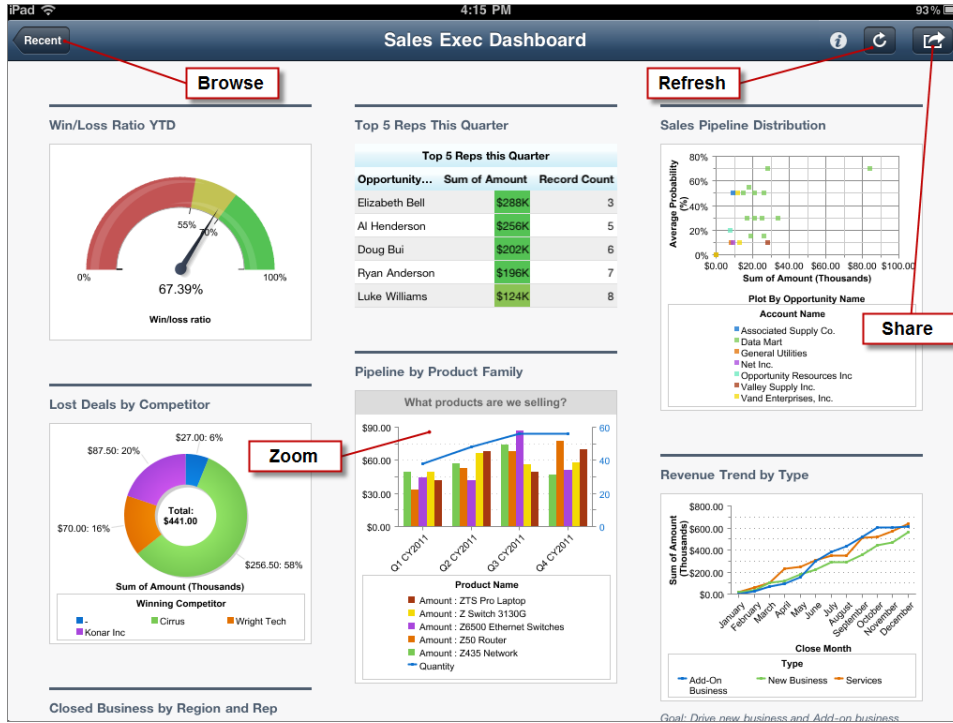 iPad 4:15 PM 93%
Recent Sales Exec Dashboard
Browse
Refresh
Win/Loss Ratio YTD
55%
70%
0% 100%
67.39%
Win/loss ratio
Top 5 Reps This Quarter
Top 5 Reps this Quarter
Opportunity... Sum of Amount Record Count
Elizabeth Bell $288K 3
Al Henderson $256K 5
Doug Bui $202K 6
Ryan Anderson $196K 7
Luke Williams $124K 8
Sales Pipeline Distribution
Average Probability (%)
80%
60%
40%
20%
0%
$0.00 $20.00 $40.00 $60.00 $80.00 $100.00
Sum of Amount (Thousands)
Plot By Opportunity Name
Account Name
Associated Supply Co.
Data Mart
General Utilities
Net Inc.
Opportunity Resources Inc
Valley Supply Inc.
Vand Enterprises, Inc.
Share
Lost Deals by Competitor
$27.00: 6%
$87.50: 20%
Total:
$441.00
$70.00: 16%
$256.50: 58%
Sum of Amount (Thousands)
Winning Competitor
- Cirrus Wright Tech
Konar Inc
Zoom
Pipeline by Product Family
What products are we selling?
$90.00 60
$60.00 40
$30.00 20
$0.00 0
Q1 CY2011 Q2 CY2011 Q3 CY2011 Q4 CY2011
Product Name
Amount : ZTS Pro Laptop
Amount : Z Switch 3130G
Amount : Z6500 Ethernet Switches
Amount : Z50 Router
Amount : Z435 Network
Quantity
Revenue Trend by Type
Sum of Amount (Thousands)
$800.00
$600.00
$400.00
$200.00
$0.00
January February March April May June July August September October November December
Close Month
Type
Add-On Business New Business Services
Closed Business by Region and Rep
Goal: Drive new business and Add-on business